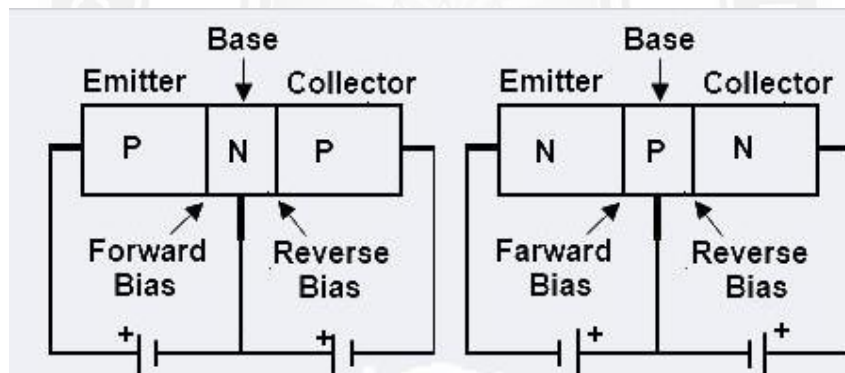 Base
Emitter
Collector
P
N
P
Forward
Bias
Reverse
Bias
+
+
Base
Emitter
Collector
N
P
N
Farward
Bias
Reverse
Bias
+
+